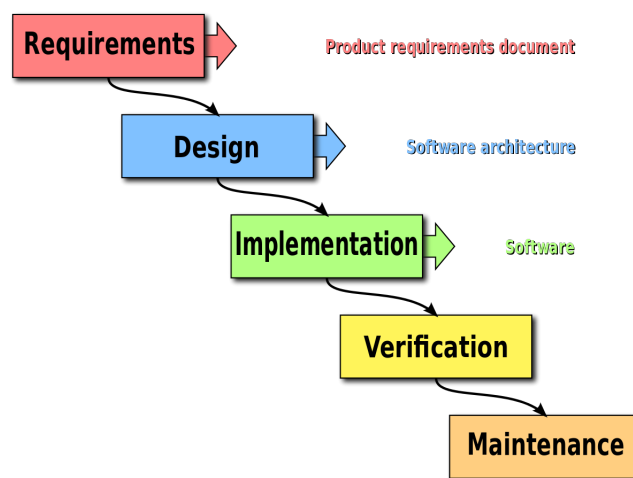 Requirements
Product requirements document
Design
Software architecture
Implementation
Software
Verification
Maintenance